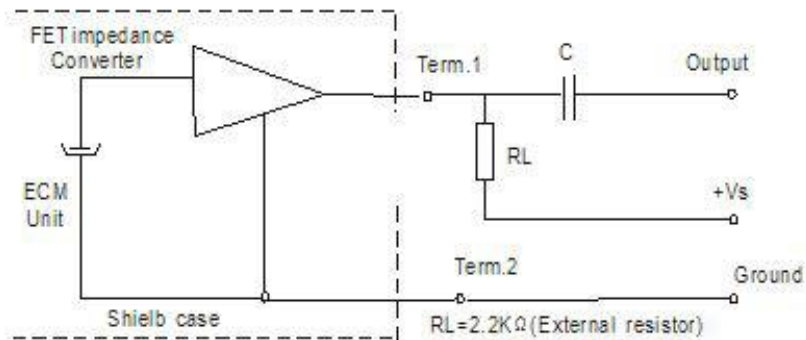 FET impedance
Converter
Term.1
C
Output
RL
ECM
Unit
+Vs
Term.2
Ground
Shielb case
RL=2.2KΩ(External resistor)